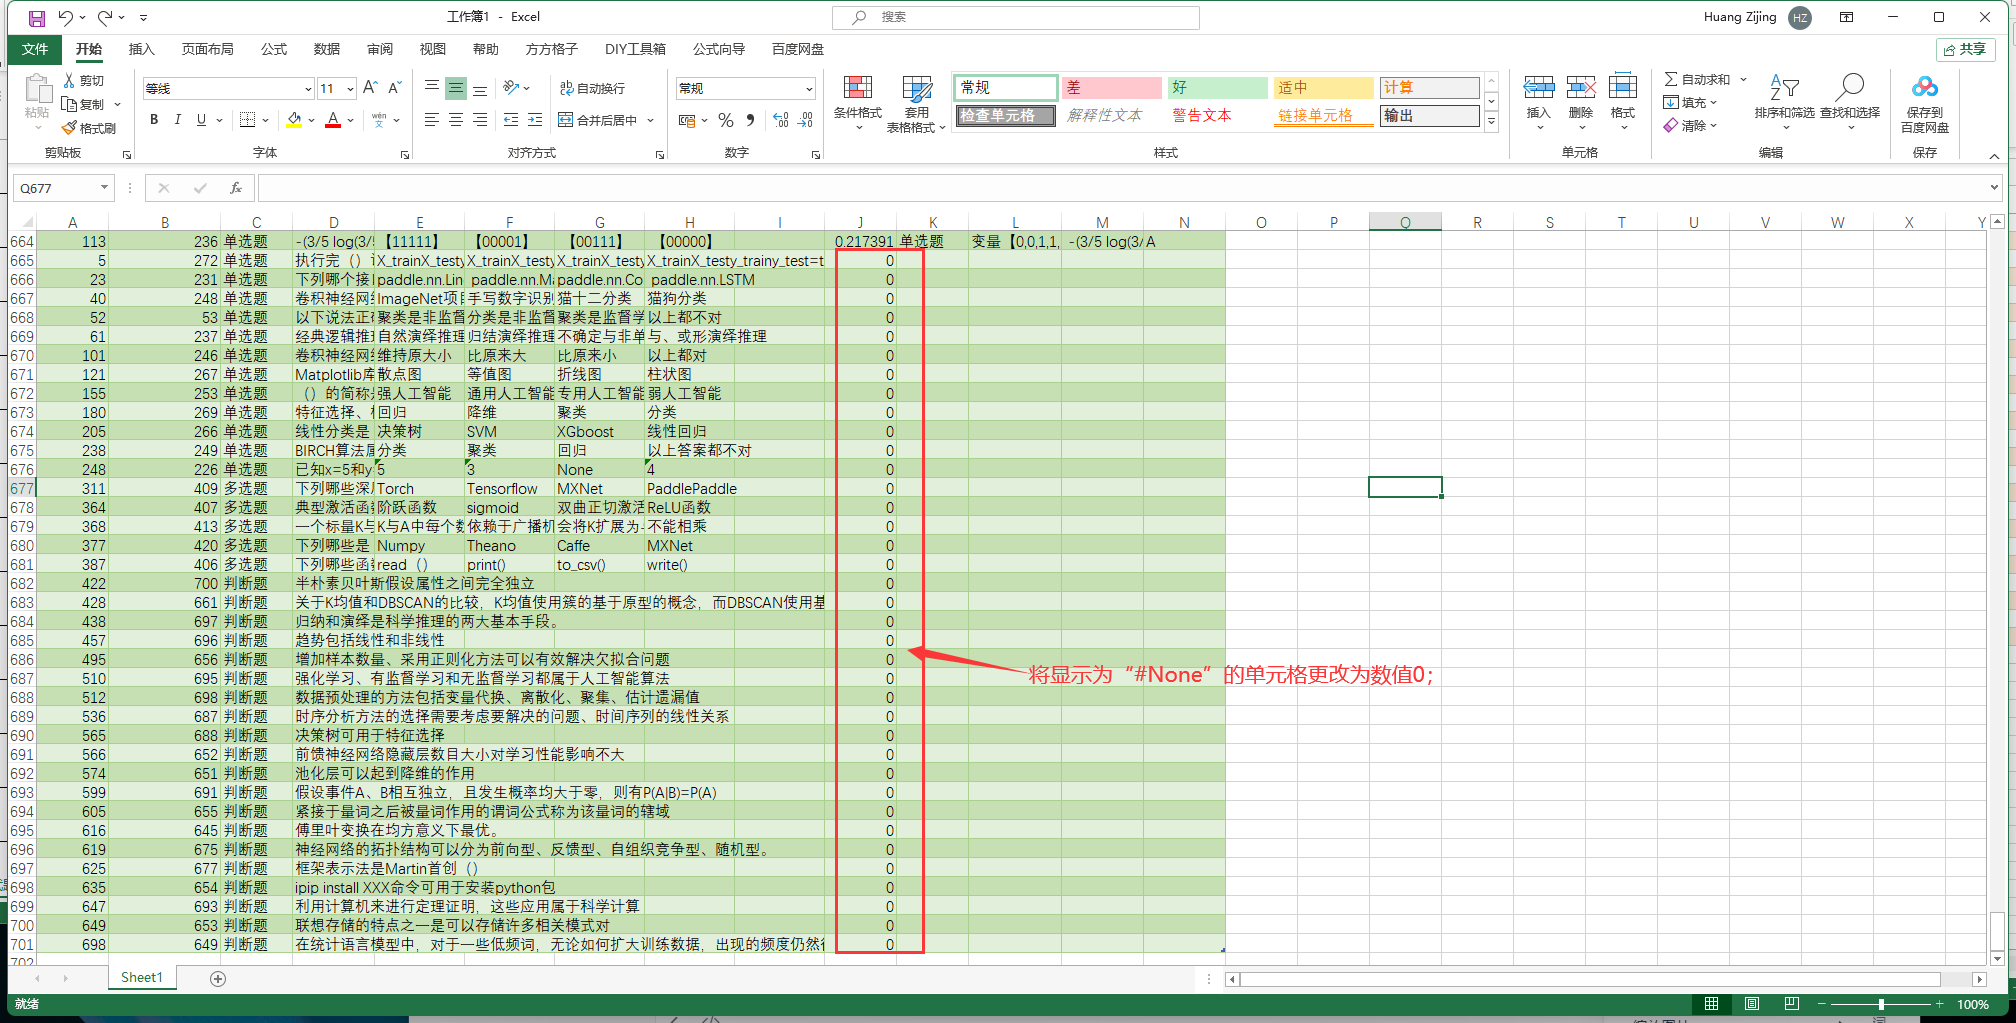 工作簿1 - Excel
搜索
Huang Zijing
HZ
文件 开始 插入 页面布局 公式 数据 审阅 视图 帮助 方方格子 DIY工具箱 公式向导 百度网盘
共享
粘贴 剪切 复制 格式刷
剪贴板
等线 11
B I U A wén
字体
自动换行
合并后居中
对齐方式
常规
数字
条件格式 套用 表格格式
常规 差 好 适中 计算
检查单元格 解释性文本 警告文本 链接单元格 输出
样式
插入 删除 格式
单元格
自动求和 填充 清除 排序和筛选 查找和选择
编辑
保存到 百度网盘
保存
Q677 fx
A B C D E F G H I J K L M N O P Q R S T U V W X Y
664 113 236 单选题 -(3/5 log(3/5 【11111】 【00001】 【00111】 【00000】 0.217391 单选题 变量【0,0,1,1, -(3/5 log(3/ A
665 5 272 单选题 执行完（）i X_trainX_testy X_trainX_testy X_trainX_testy X_trainX_testy_trainy_test=t 0
666 23 231 单选题 下列哪个接 paddle.nn.Lin paddle.nn.Ma paddle.nn.Co paddle.nn.LSTM 0
667 40 248 单选题 卷积神经网络 ImageNet项目 手写数字识别 猫十二分类 猫狗分类 0
668 52 53 单选题 以下说法正确 聚类是非监督 分类是非监督 聚类是监督学 以上都不对 0
669 61 237 单选题 经典逻辑推理 自然演绎推理 归结演绎推理 不确定与非单 与、或形演绎推理 0
670 101 246 单选题 卷积神经网络 维持原大小 比原来大 比原来小 以上都对 0
671 121 267 单选题 Matplotlib库 散点图 等值图 折线图 柱状图 0
672 155 253 单选题 （）的简称是 强人工智能 通用人工智能 专用人工智能 弱人工智能 0
673 180 269 单选题 特征选择、 回归 降维 聚类 分类 0
674 205 266 单选题 线性分类是 决策树 SVM XGboost 线性回归 0
675 238 249 单选题 BIRCH算法属 分类 聚类 回归 以上答案都不对 0
676 248 226 单选题 已知x=5和y 5 3 None 4 0
677 311 409 多选题 下列哪些深度 Torch Tensorflow MXNet PaddlePaddle 0
678 364 407 多选题 典型激活函数 阶跃函数 sigmoid 双曲正切激活 ReLU函数 0
679 368 413 多选题 一个标量K与 K与A中每个数 依赖于广播机 会将K扩展为 不能相乘 0
680 377 420 多选题 下列哪些是 Numpy Theano Caffe MXNet 0
681 387 406 多选题 下列哪些函数 read（） print() to_csv() write() 0
682 422 700 判断题 半朴素贝叶斯假设属性之间完全独立 0
683 428 661 判断题 关于K均值和DBSCAN的比较，K均值使用簇的基于原型的概念，而DBSCAN使用基 0
684 438 697 判断题 归纳和演绎是科学推理的两大基本手段。 0
685 457 696 判断题 趋势包括线性和非线性 0
686 495 656 判断题 增加样本数量、采用正则化方法可以有效解决欠拟合问题 0
687 510 695 判断题 强化学习、有监督学习和无监督学习都属于人工智能算法 0
将显示为“#None”的单元格更改为数值0；
688 512 698 判断题 数据预处理的方法包括变量代换、离散化、聚集、估计遗漏值 0
689 536 687 判断题 时序分析方法的选择需要考虑要解决的问题、时间序列的线性关系 0
690 565 688 判断题 决策树可用于特征选择 0
691 566 652 判断题 前馈神经网络隐藏层数目大小对学习性能影响不大 0
692 574 651 判断题 池化层可以起到降维的作用 0
693 599 691 判断题 假设事件A、B相互独立，且发生概率均大于零，则有P(A|B)=P(A) 0
694 605 655 判断题 紧接于量词之后被量词作用的谓词公式称为该量词的辖域 0
695 616 645 判断题 傅里叶变换在均方意义下最优。 0
696 619 675 判断题 神经网络的拓扑结构可以分为前向型、反馈型、自组织竞争型、随机型。 0
697 625 677 判断题 框架表示法是Martin首创（） 0
698 635 654 判断题 ipip install XXX命令可用于安装python包 0
699 647 693 判断题 利用计算机来进行定理证明，这些应用属于科学计算 0
700 649 653 判断题 联想存储的特点之一是可以存储许多相关模式对 0
701 698 649 判断题 在统计语言模型中，对于一些低频词，无论如何扩大训练数据，出现的频度仍然很 0
702
Sheet1
就绪
100%